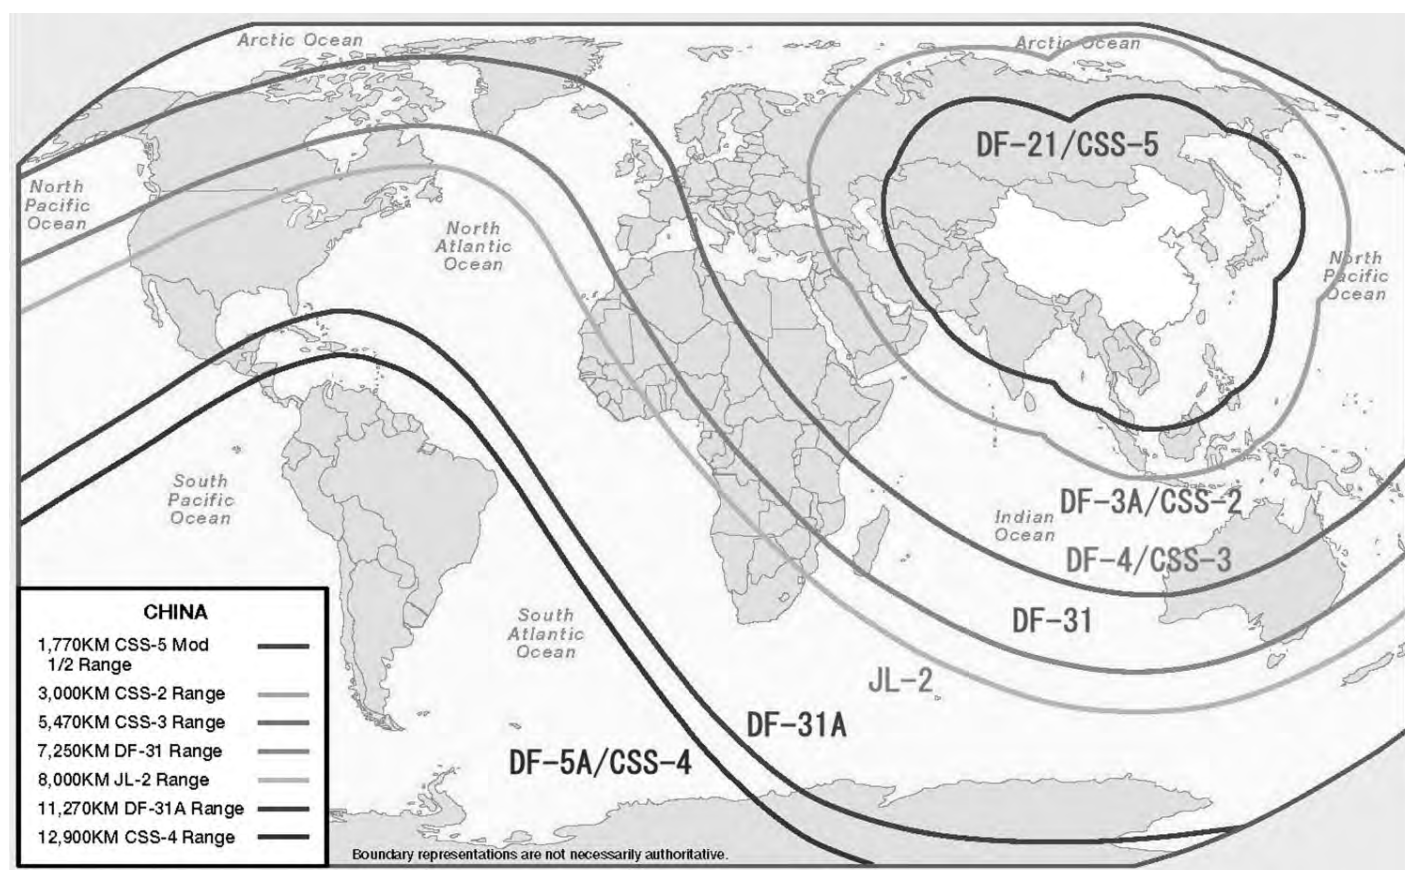 Arctic Ocean
Arctic Ocean
DF-21/CSS-5
North
Pacific
Ocean
North
Atlantic
Ocean
North
Pacific
Ocean
South
Pacific
Ocean
DF-3A/CSS-2
Indian
Ocean
DF-4/CSS-3
DF-31
South
Atlantic
Ocean
JL-2
DF-31A
DF-5A/CSS-4
CHINA
1,770KM CSS-5 Mod
1/2 Range
3,000KM CSS-2 Range
5,470KM CSS-3 Range
7,250KM DF-31 Range
8,000KM JL-2 Range
11,270KM DF-31A Range
12,900KM CSS-4 Range
Boundary representations are not necessarily authoritative.